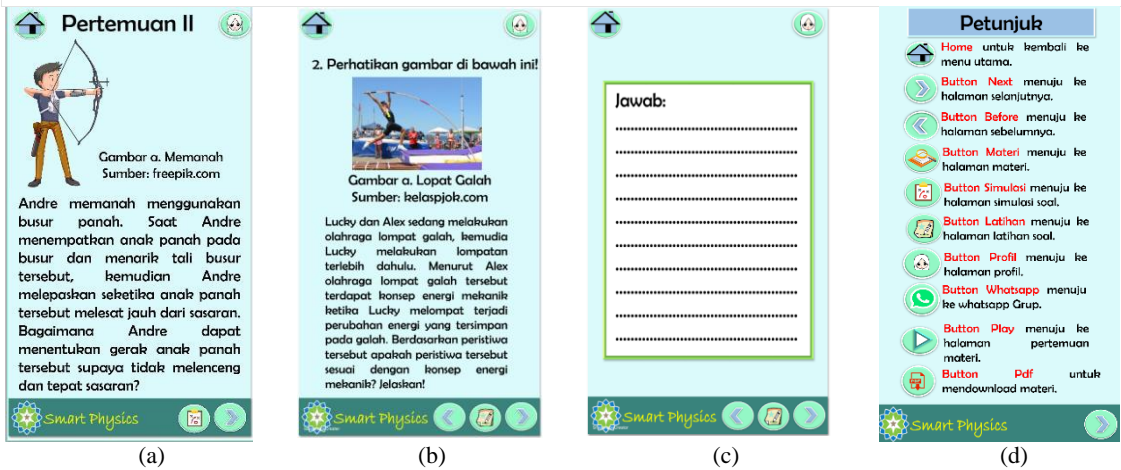 Pertemuan II
Gambar a. Memanah
Sumber: freepik.com
Andre memanah menggunakan
busur panah. Saat Andre
menempatkan anak panah pada
busur dan menarik tali busur
tersebut, kemudian Andre
melepaskan seketika anak panah
tersebut melesat jauh dari sasaran.
Bagaimana Andre dapat
menentukan gerak anak panah
tersebut supaya tidak melenceng
dan tepat sasaran?
Smart Physics
(a)
2. Perhatikan gambar di bawah ini!
Gambar a. Lopat Galah
Sumber: kelaspjok.com
Lucky dan Alex sedang melakukan
olahraga lompat galah, kemudia
Lucky melakukan lompatan
terlebih dahulu. Menurut Alex
olahraga lompat galah tersebut
terdapat konsep energi mekanik
ketika Lucky melompat terjadi
perubahan energi yang tersimpan
pada galah. Berdasarkan peristiwa
tersebut apakah peristiwa tersebut
sesuai dengan konsep energi
mekanik? Jelaskan!
Smart Physics
(b)
Jawab:
Smart Physics
(c)
Petunjuk
Home untuk kembali ke
menu utama.
Button Next menuju ke
halaman selanjutnya.
Button Before menuju ke
halaman sebelumnya.
Button Materi menuju ke
halaman materi.
Button Simulasi menuju ke
halaman simulasi soal.
Button Latihan menuju ke
halaman latihan soal.
Button Profil menuju ke
halaman profil.
Button Whatsapp menuju
ke whatsapp Grup.
Button Play menuju ke
halaman pertemuan
materi.
Button Pdf untuk
mendownload materi.
Smart Physics
(d)